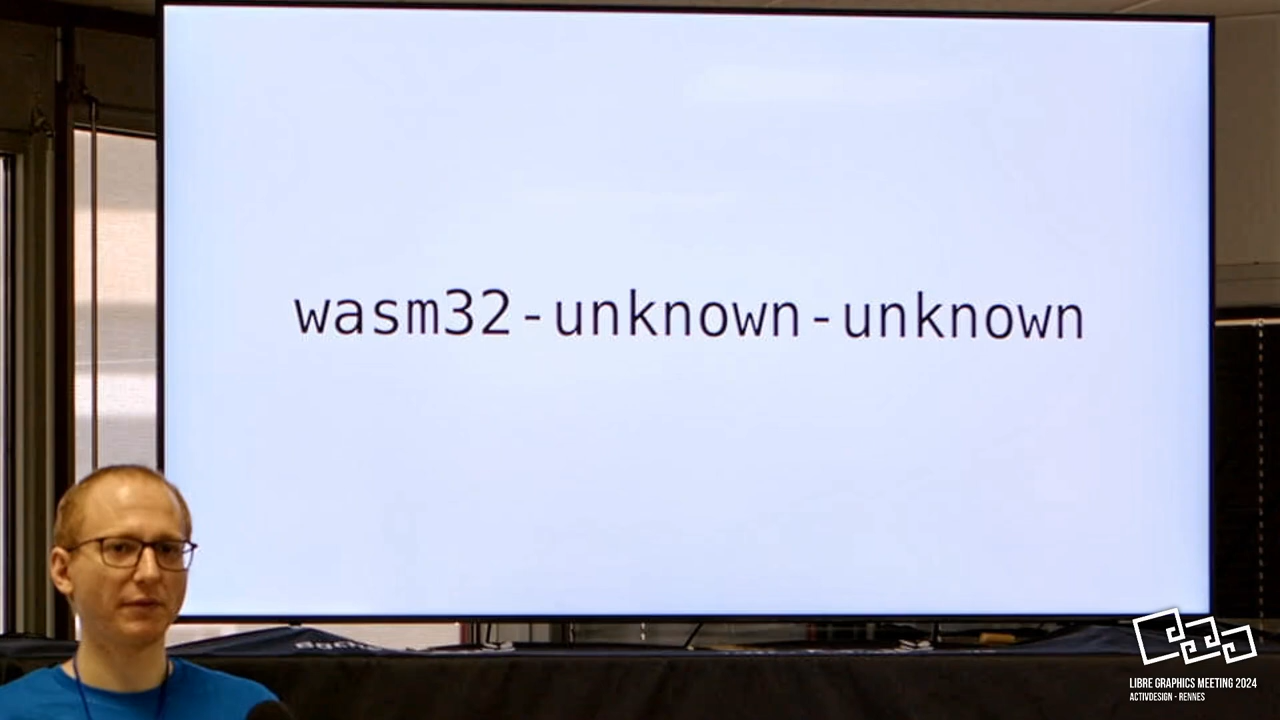 wasm32-unknown-unknown
LIBRE GRAPHICS MEETING 2024
ACTIVDESIGN - RENNES